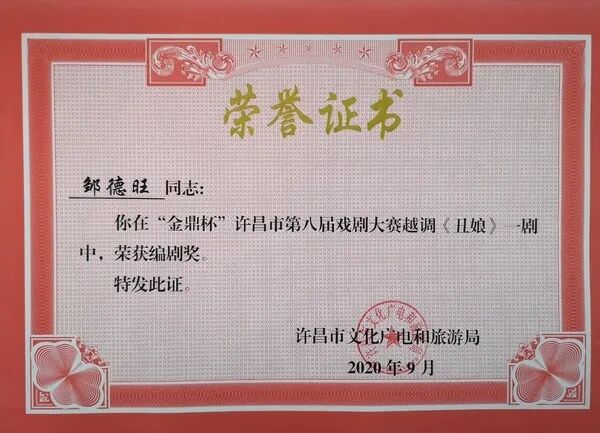 荣誉证书
邹德旺 同志:
你在“金鼎杯”许昌市第八届戏剧大赛越调《丑娘》一剧
中，荣获编剧奖。
特发此证。
许昌市文化广电和旅游局
2020年9月